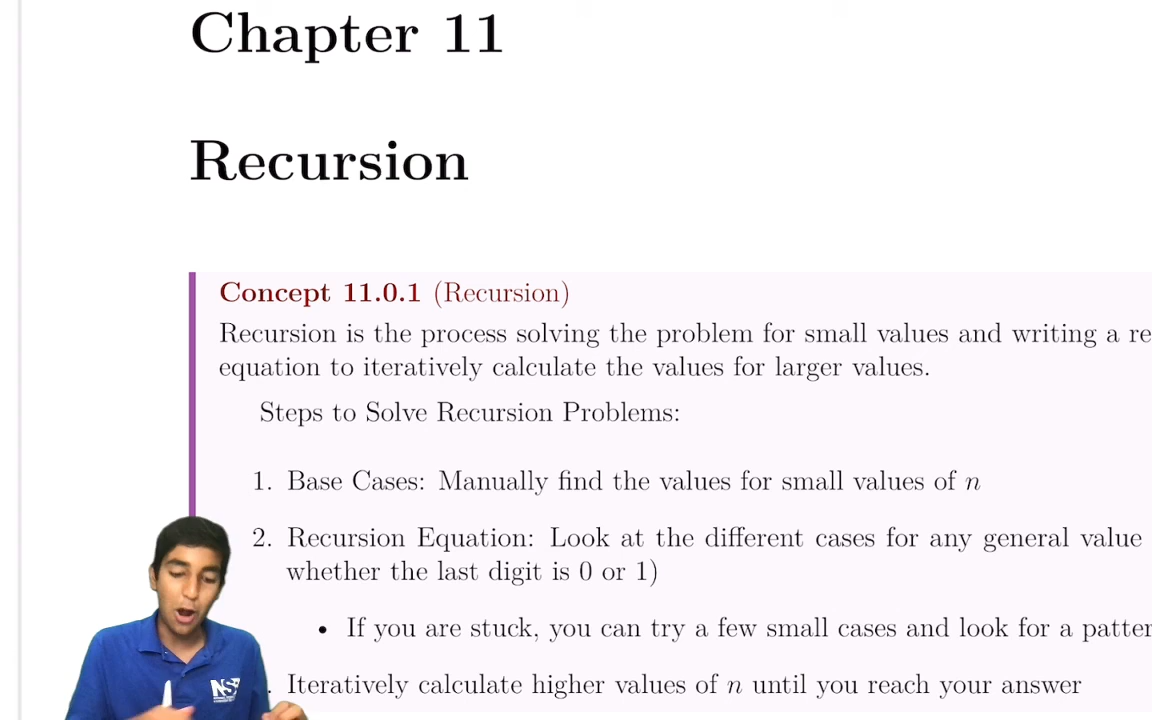 Chapter 11
Recursion
Concept 11.0.1 (Recursion)
Recursion is the process solving the problem for small values and writing a re
equation to iteratively calculate the values for larger values.
Steps to Solve Recursion Problems:
1. Base Cases: Manually find the values for small values of n
2. Recursion Equation: Look at the different cases for any general value
whether the last digit is 0 or 1)
• If you are stuck, you can try a few small cases and look for a patter
. Iteratively calculate higher values of n until you reach your answer
NSF